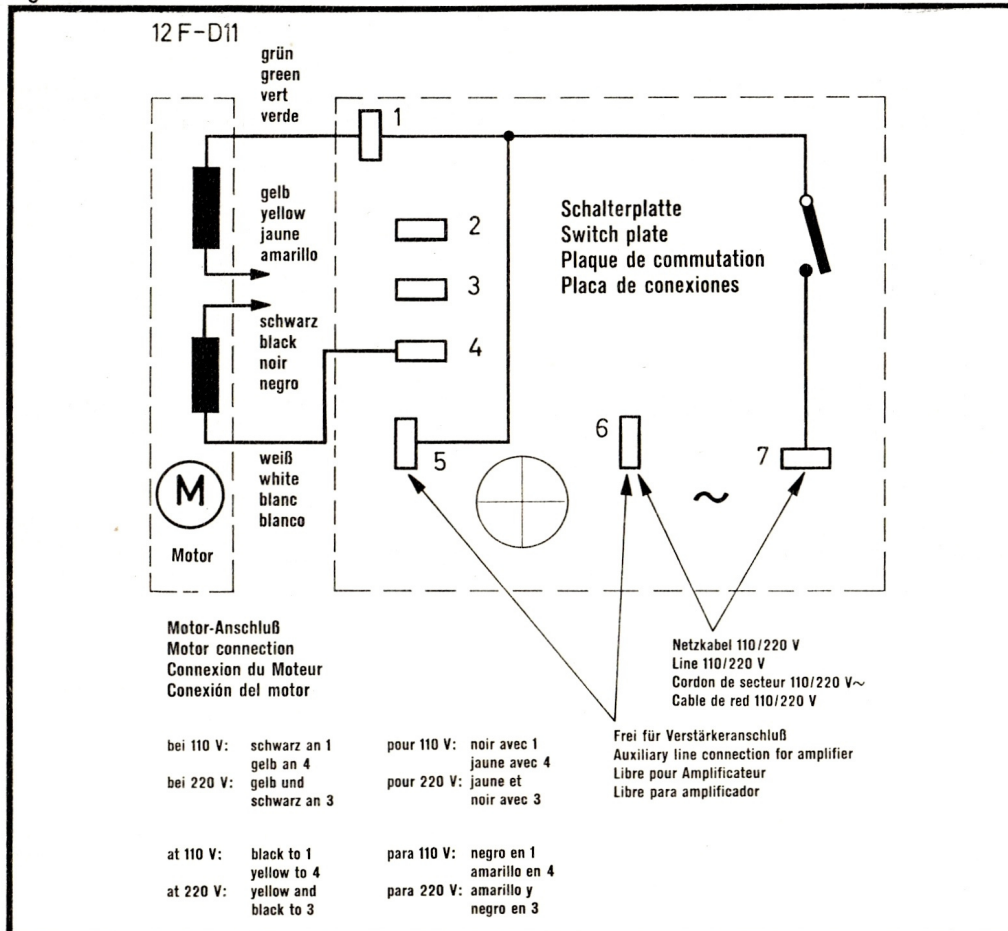 12 F-D11
grün
green
vert
verde
1
gelb
yellow
jaune
amarillo
2
3
schwarz
black
noir
negro
4
Schalterplatte
Switch plate
Plaque de commutation
Placa de conexiones
5
6
7
~
weiß
white
blanc
blanco
M
Motor
Motor-Anschluß
Motor connection
Connexion du Moteur
Conexión del motor
Netzkabel 110/220 V
Line 110/220 V
Cordon de secteur 110/220 V~
Cable de red 110/220 V
Frei für Verstärkeranschluß
Auxiliary line connection for amplifier
Libre pour Amplificateur
Libre para amplificador
bei 110 V: schwarz an 1
gelb an 4
bei 220 V: gelb und
schwarz an 3
pour 110 V: noir avec 1
jaune avec 4
pour 220 V: jaune et
noir avec 3
at 110 V: black to 1
yellow to 4
at 220 V: yellow and
black to 3
para 110 V: negro en 1
amarillo en 4
para 220 V: amarillo y
negro en 3